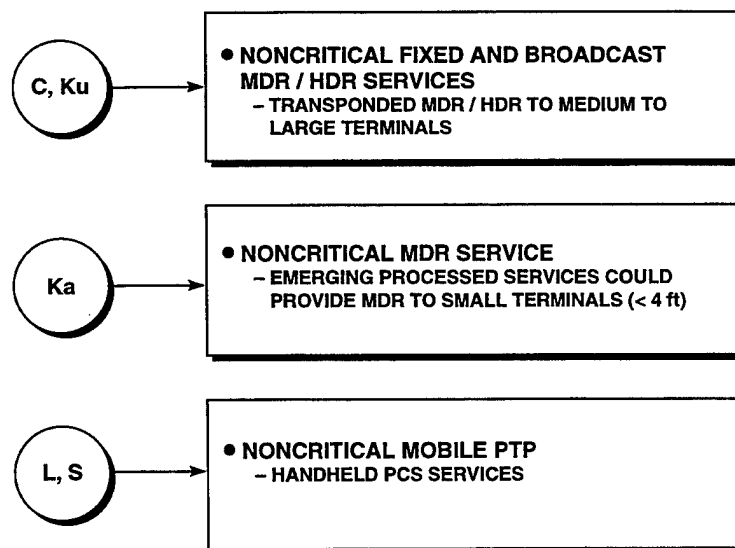 C, Ku
● NONCRITICAL FIXED AND BROADCAST
MDR / HDR SERVICES
– TRANSPONDED MDR / HDR TO MEDIUM TO
LARGE TERMINALS
Ka
● NONCRITICAL MDR SERVICE
– EMERGING PROCESSED SERVICES COULD
PROVIDE MDR TO SMALL TERMINALS (< 4 ft)
L, S
● NONCRITICAL MOBILE PTP
– HANDHELD PCS SERVICES